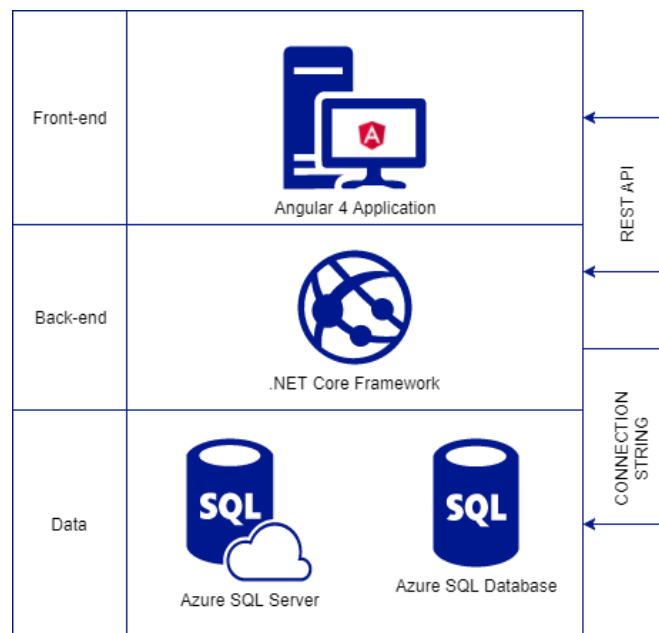 Front-end
A
Angular 4 Application
REST API
Back-end
.NET Core Framework
CONNECTION
STRING
Data
SQL
Azure SQL Server
SQL
Azure SQL Database